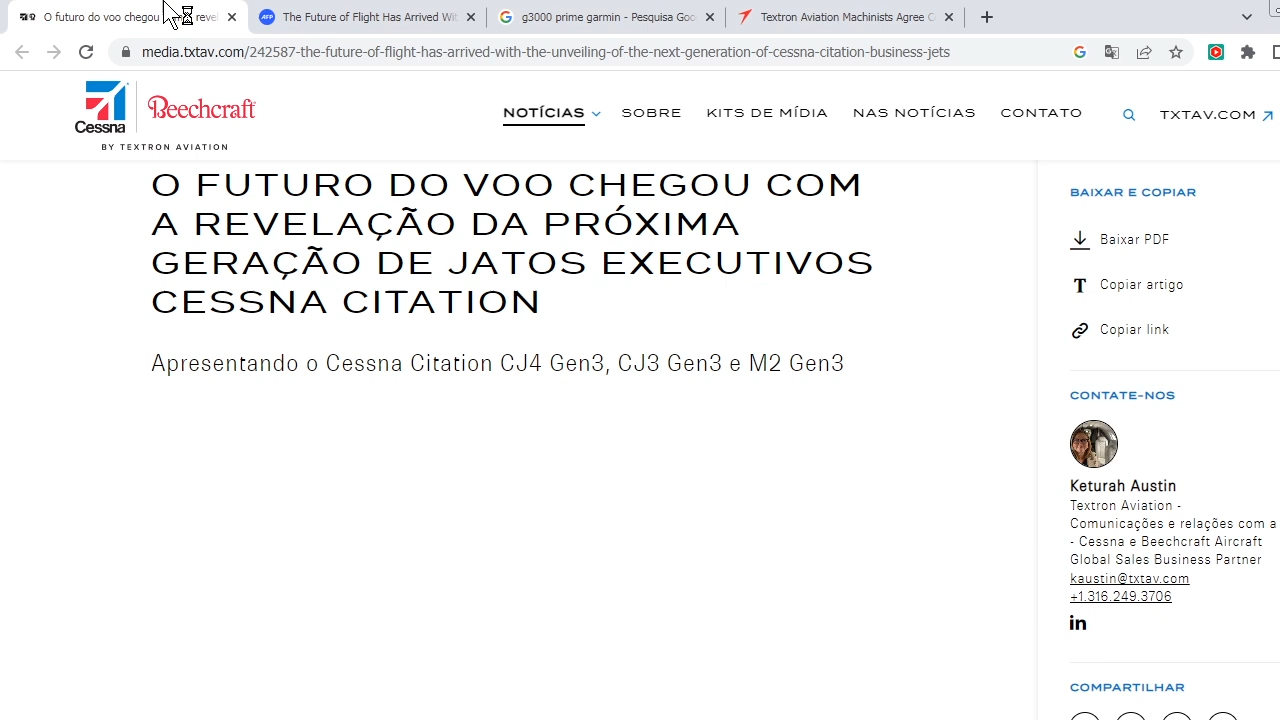 O futuro do voo chegou
The Future of Flight Has Arrived Wit
g3000 prime garmin - Pesquisa Goo
Textron Aviation Machinists Agree C
media.txtav.com/242587-the-future-of-flight-has-arrived-with-the-unveiling-of-the-next-generation-of-cessna-citation-business-jets
Cessna
Beechcraft
BY TEXTRON AVIATION
NOTÍCIAS
SOBRE
KITS DE MÍDIA
NAS NOTÍCIAS
CONTATO
TXTAV.COM
O FUTURO DO VOO CHEGOU COM
A REVELAÇÃO DA PRÓXIMA
GERAÇÃO DE JATOS EXECUTIVOS
CESSNA CITATION
Apresentando o Cessna Citation CJ4 Gen3, CJ3 Gen3 e M2 Gen3
BAIXAR E COPIAR
Baixar PDF
Copiar artigo
Copiar link
CONTATE-NOS
Keturah Austin
Textron Aviation -
Comunicações e relações com a
- Cessna e Beechcraft Aircraft
Global Sales Business Partner
kaustin@txtav.com
+1.316.249.3706
in
COMPARTILHAR